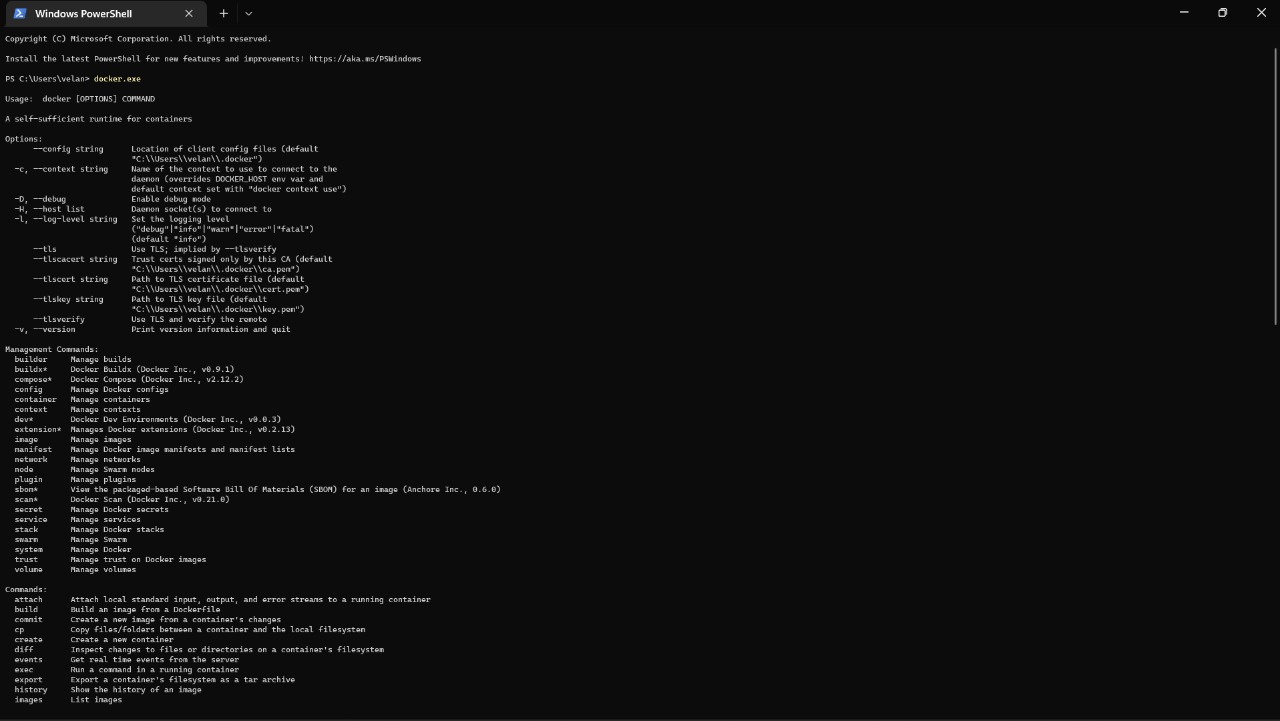 Windows PowerShell
Copyright (C) Microsoft Corporation. All rights reserved.
Install the latest PowerShell for new features and improvements! https://aka.ms/PSWindows
PS C:\Users\velan> docker.exe
Usage:  docker [OPTIONS] COMMAND
A self-sufficient runtime for containers
Options:
      --config string      Location of client config files (default
                           "C:\\Users\\velan\\.docker")
  -c, --context string     Name of the context to use to connect to the
                           daemon (overrides DOCKER_HOST env var and
                           default context set with "docker context use")
  -D, --debug              Enable debug mode
  -H, --host list          Daemon socket(s) to connect to
  -l, --log-level string   Set the logging level
                           ("debug"|"info"|"warn"|"error"|"fatal")
                           (default "info")
      --tls                Use TLS; implied by --tlsverify
      --tlscacert string   Trust certs signed only by this CA (default
                           "C:\\Users\\velan\\.docker\\ca.pem")
      --tlscert string     Path to TLS certificate file (default
                           "C:\\Users\\velan\\.docker\\cert.pem")
      --tlskey string      Path to TLS key file (default
                           "C:\\Users\\velan\\.docker\\key.pem")
      --tlsverify          Use TLS and verify the remote
  -v, --version            Print version information and quit
Management Commands:
  builder     Manage builds
  buildx*     Docker Buildx (Docker Inc., v0.9.1)
  compose*    Docker Compose (Docker Inc., v2.12.2)
  config      Manage Docker configs
  container   Manage containers
  context     Manage contexts
  dev*        Docker Dev Environments (Docker Inc., v0.0.3)
  extension*  Manages Docker extensions (Docker Inc., v0.2.13)
  image       Manage images
  manifest    Manage Docker image manifests and manifest lists
  network     Manage networks
  node        Manage Swarm nodes
  plugin      Manage plugins
  sbom*       View the packaged-based Software Bill Of Materials (SBOM) for an image (Anchore Inc., 0.6.0)
  scan*       Docker Scan (Docker Inc., v0.21.0)
  secret      Manage Docker secrets
  service     Manage services
  stack       Manage Docker stacks
  swarm       Manage Swarm
  system      Manage Docker
  trust       Manage trust on Docker images
  volume      Manage volumes
Commands:
  attach      Attach local standard input, output, and error streams to a running container
  build       Build an image from a Dockerfile
  commit      Create a new image from a container's changes
  cp          Copy files/folders between a container and the local filesystem
  create      Create a new container
  diff        Inspect changes to files or directories on a container's filesystem
  events      Get real time events from the server
  exec        Run a command in a running container
  export      Export a container's filesystem as a tar archive
  history     Show the history of an image
  images      List images